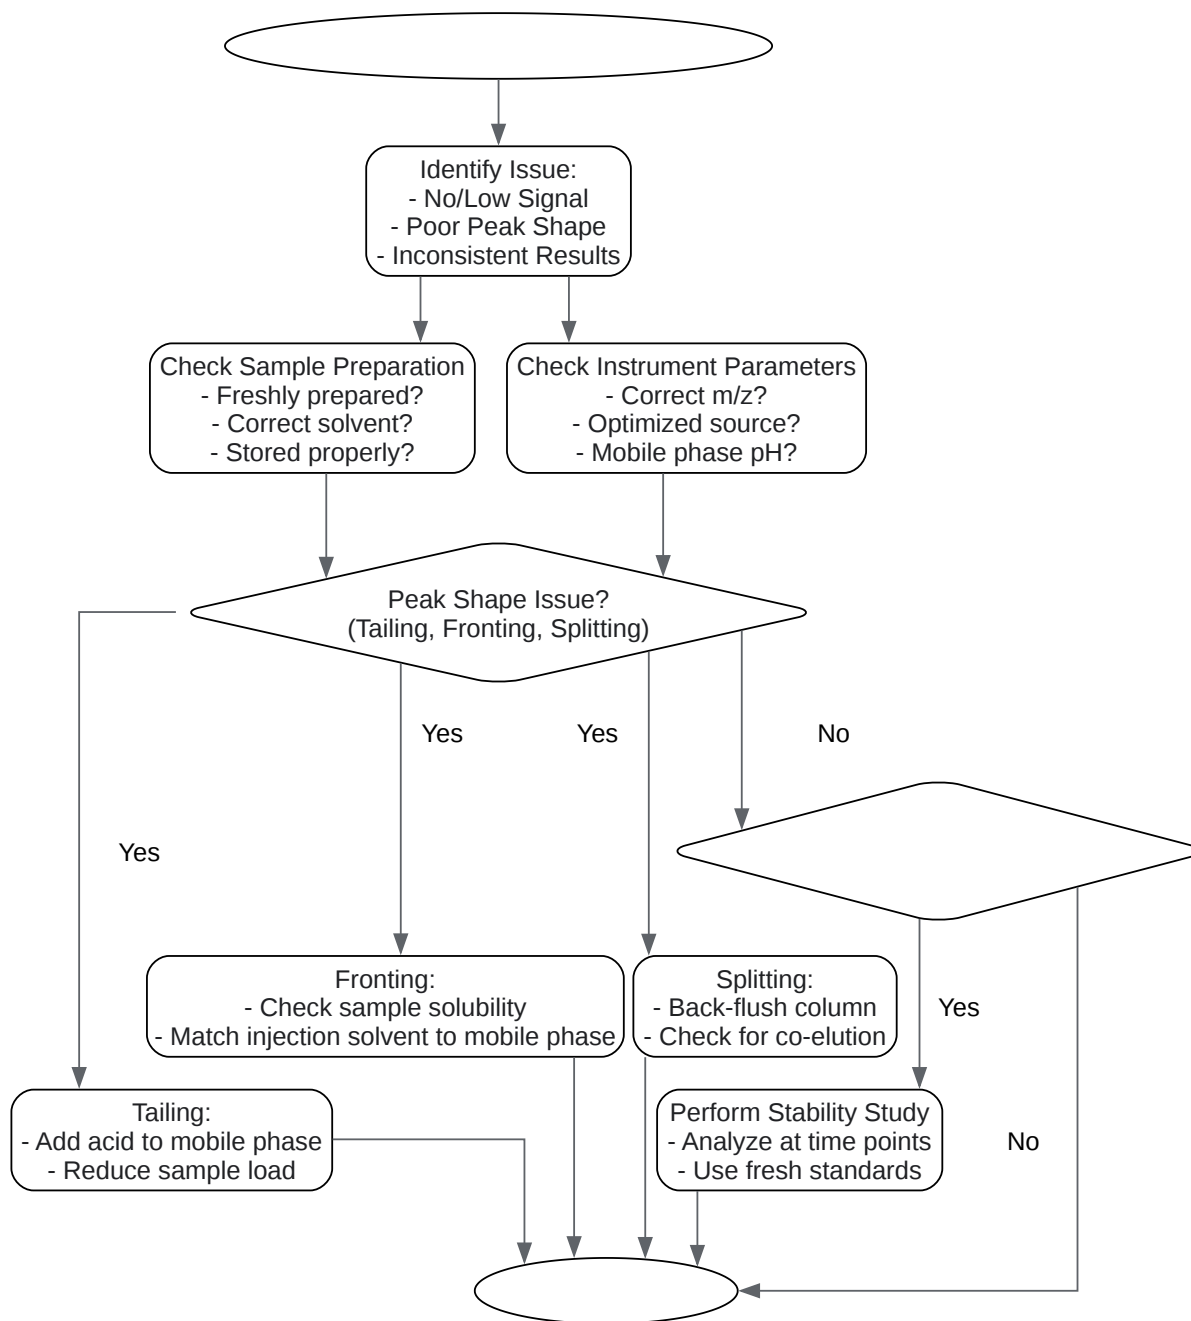 Identify Issue:
- No/Low Signal
- Poor Peak Shape
- Inconsistent Results
Check Sample Preparation
- Freshly prepared?
- Correct solvent?
- Stored properly?
Check Instrument Parameters
- Correct m/z?
- Optimized source?
- Mobile phase pH?
Peak Shape Issue?
(Tailing, Fronting, Splitting)
Yes
Yes
No
Yes
Fronting:
- Check sample solubility
- Match injection solvent to mobile phase
Splitting:
- Back-flush column
- Check for co-elution
Yes
Tailing:
- Add acid to mobile phase
- Reduce sample load
Perform Stability Study
- Analyze at time points
- Use fresh standards
No